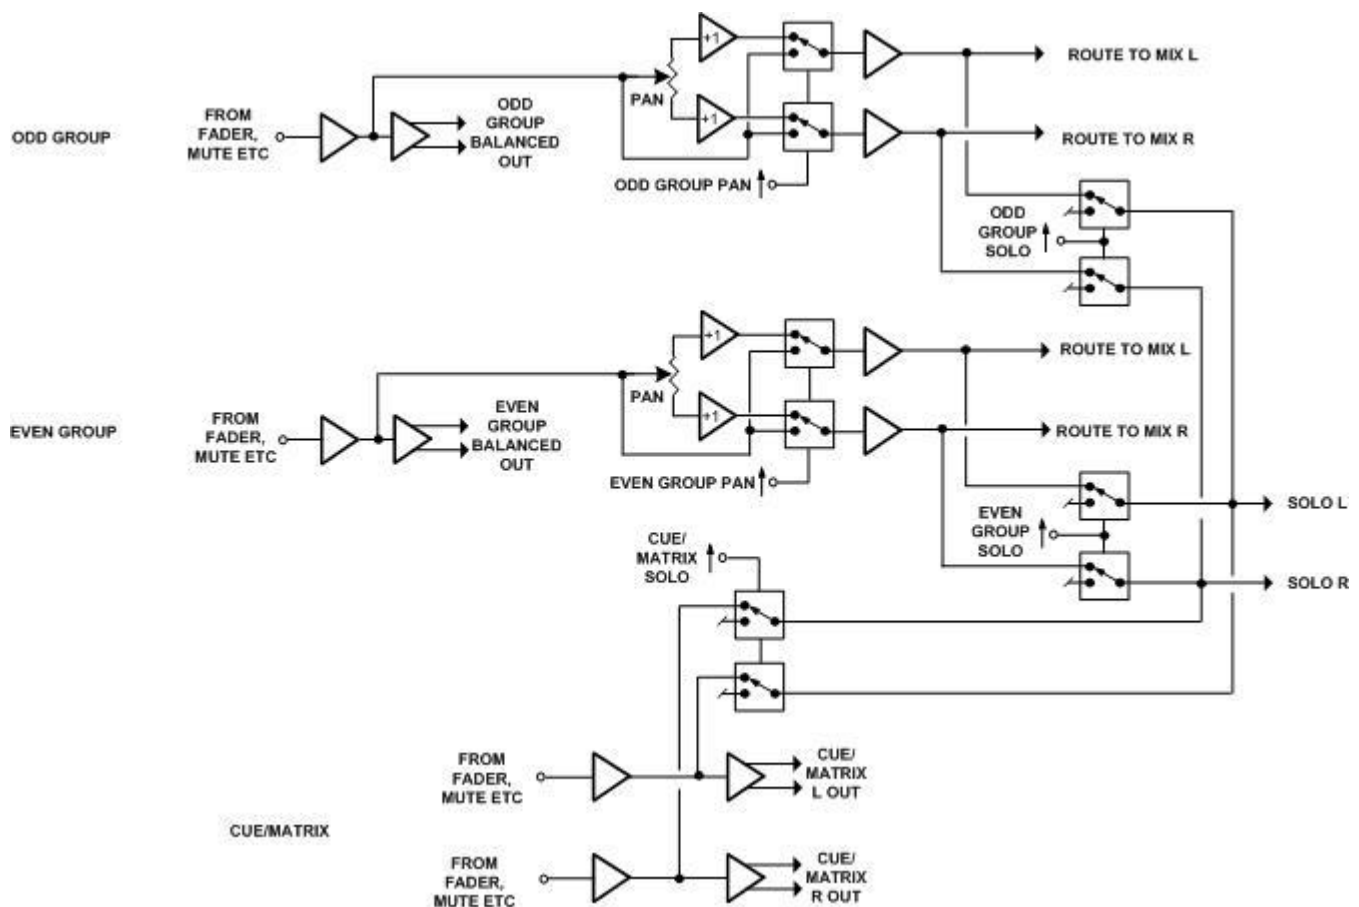 ODD GROUP
FROM
FADER,
MUTE ETC
ODD
GROUP
BALANCED
OUT
PAN
+1
+1
ODD GROUP PAN
ROUTE TO MIX L
ROUTE TO MIX R
ODD
GROUP
SOLO
EVEN GROUP
FROM
FADER,
MUTE ETC
EVEN
GROUP
BALANCED
OUT
PAN
+1
+1
EVEN GROUP PAN
ROUTE TO MIX L
ROUTE TO MIX R
EVEN
GROUP
SOLO
SOLO L
SOLO R
CUE/
MATRIX
SOLO
CUE/MATRIX
FROM
FADER,
MUTE ETC
CUE/
MATRIX
L OUT
FROM
FADER,
MUTE ETC
CUE/
MATRIX
R OUT